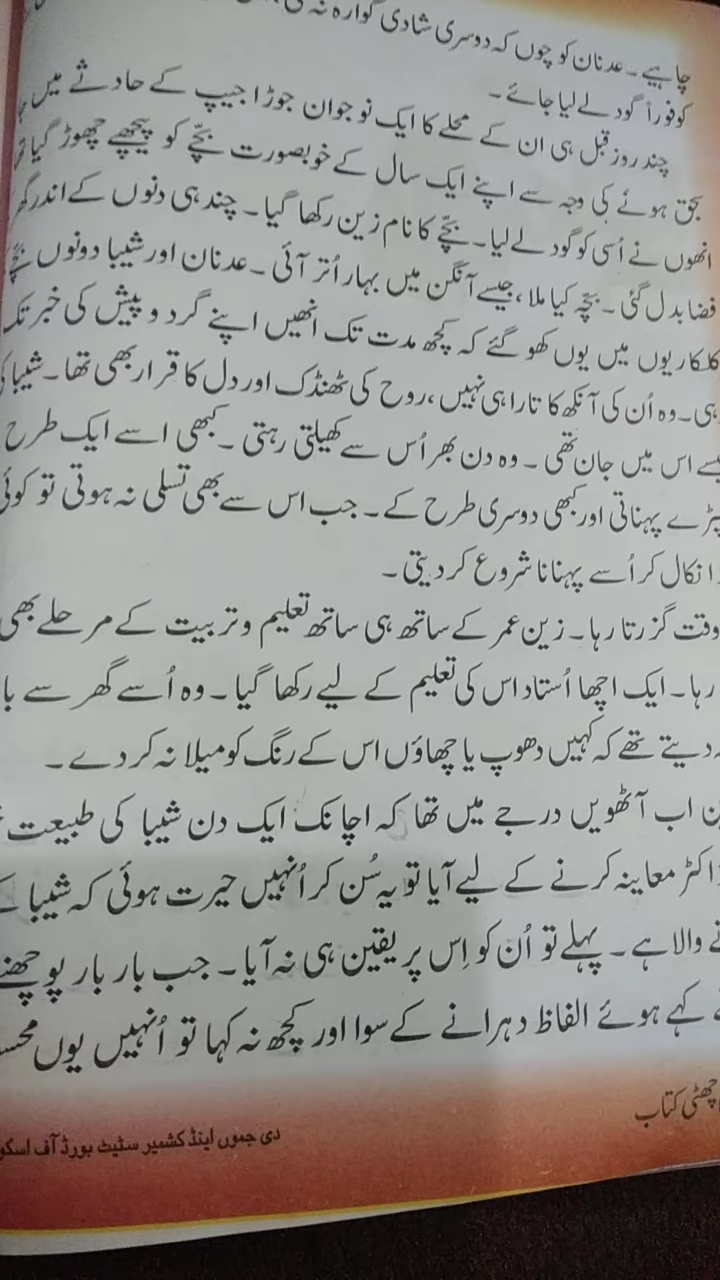 چاہیے۔ عدنان کو چوں کہ دوسری شادی گوارہ نہ تھی،
کو فوراً گود لے لیا جائے۔
چند روز قبل ہی ان کے محلے کا ایک نوجوان جوڑا جیپ کے حادثے میں
بحق ہونے کی وجہ سے اپنے ایک سال کے خوبصورت بچّے کو پیچھے چھوڑ گیا
انھوں نے اُسی کو گود لے لیا۔ بچّے کا نام زین رکھا گیا۔ چند ہی دنوں کے اندر
فضا بدل گئی۔ بچّہ کیا ملا، جیسے آنگن میں بہار اُتر آئی۔ عدنان اور شیبا دونوں
کلکاریوں میں یوں کھو گئے کہ کچھ مدت تک انھیں اپنے گرد و پیش کی خبر تک
رہی۔ وہ اُن کی آنکھ کا تارا ہی نہیں، روح کی ٹھنڈک اور دل کا قرار بھی تھا۔ شیبا
جیسے اس میں جان تھی۔ وہ دن بھر اُس سے کھیلتی رہتی۔ کبھی اسے ایک طرح
پہناتی اور کبھی دوسری طرح کے۔ جب اس سے بھی تسلی نہ ہوتی تو کوئی
نکال کر اُسے پہنانا شروع کر دیتی۔
وقت گزرتا رہا۔ زین عمر کے ساتھ ہی ساتھ تعلیم و تربیت کے مرحلے بھی
رہا۔ ایک اچھا اُستاد اس کی تعلیم کے لیے رکھا گیا۔ وہ اُسے گھر سے
دیتے تھے کہ کہیں دھوپ یا چھاؤں اس کے رنگ کو میلا نہ کر دے۔
اب آٹھویں درجے میں تھا کہ اچانک ایک دن شیبا کی طبیعت
معاینہ کرنے کے لیے آیا تو یہ سُن کر اُنہیں حیرت ہوئی کہ شیبا
والا ہے۔ پہلے تو اُن کو اِس پر یقین ہی نہ آیا۔ جب بار بار پوچھنے
کہے ہوئے الفاظ دہرانے کے سوا اور کچھ نہ کہا تو اُنہیں یوں
چھٹی کتاب
دی جموں اینڈ کشمیر سٹیٹ بورڈ آف